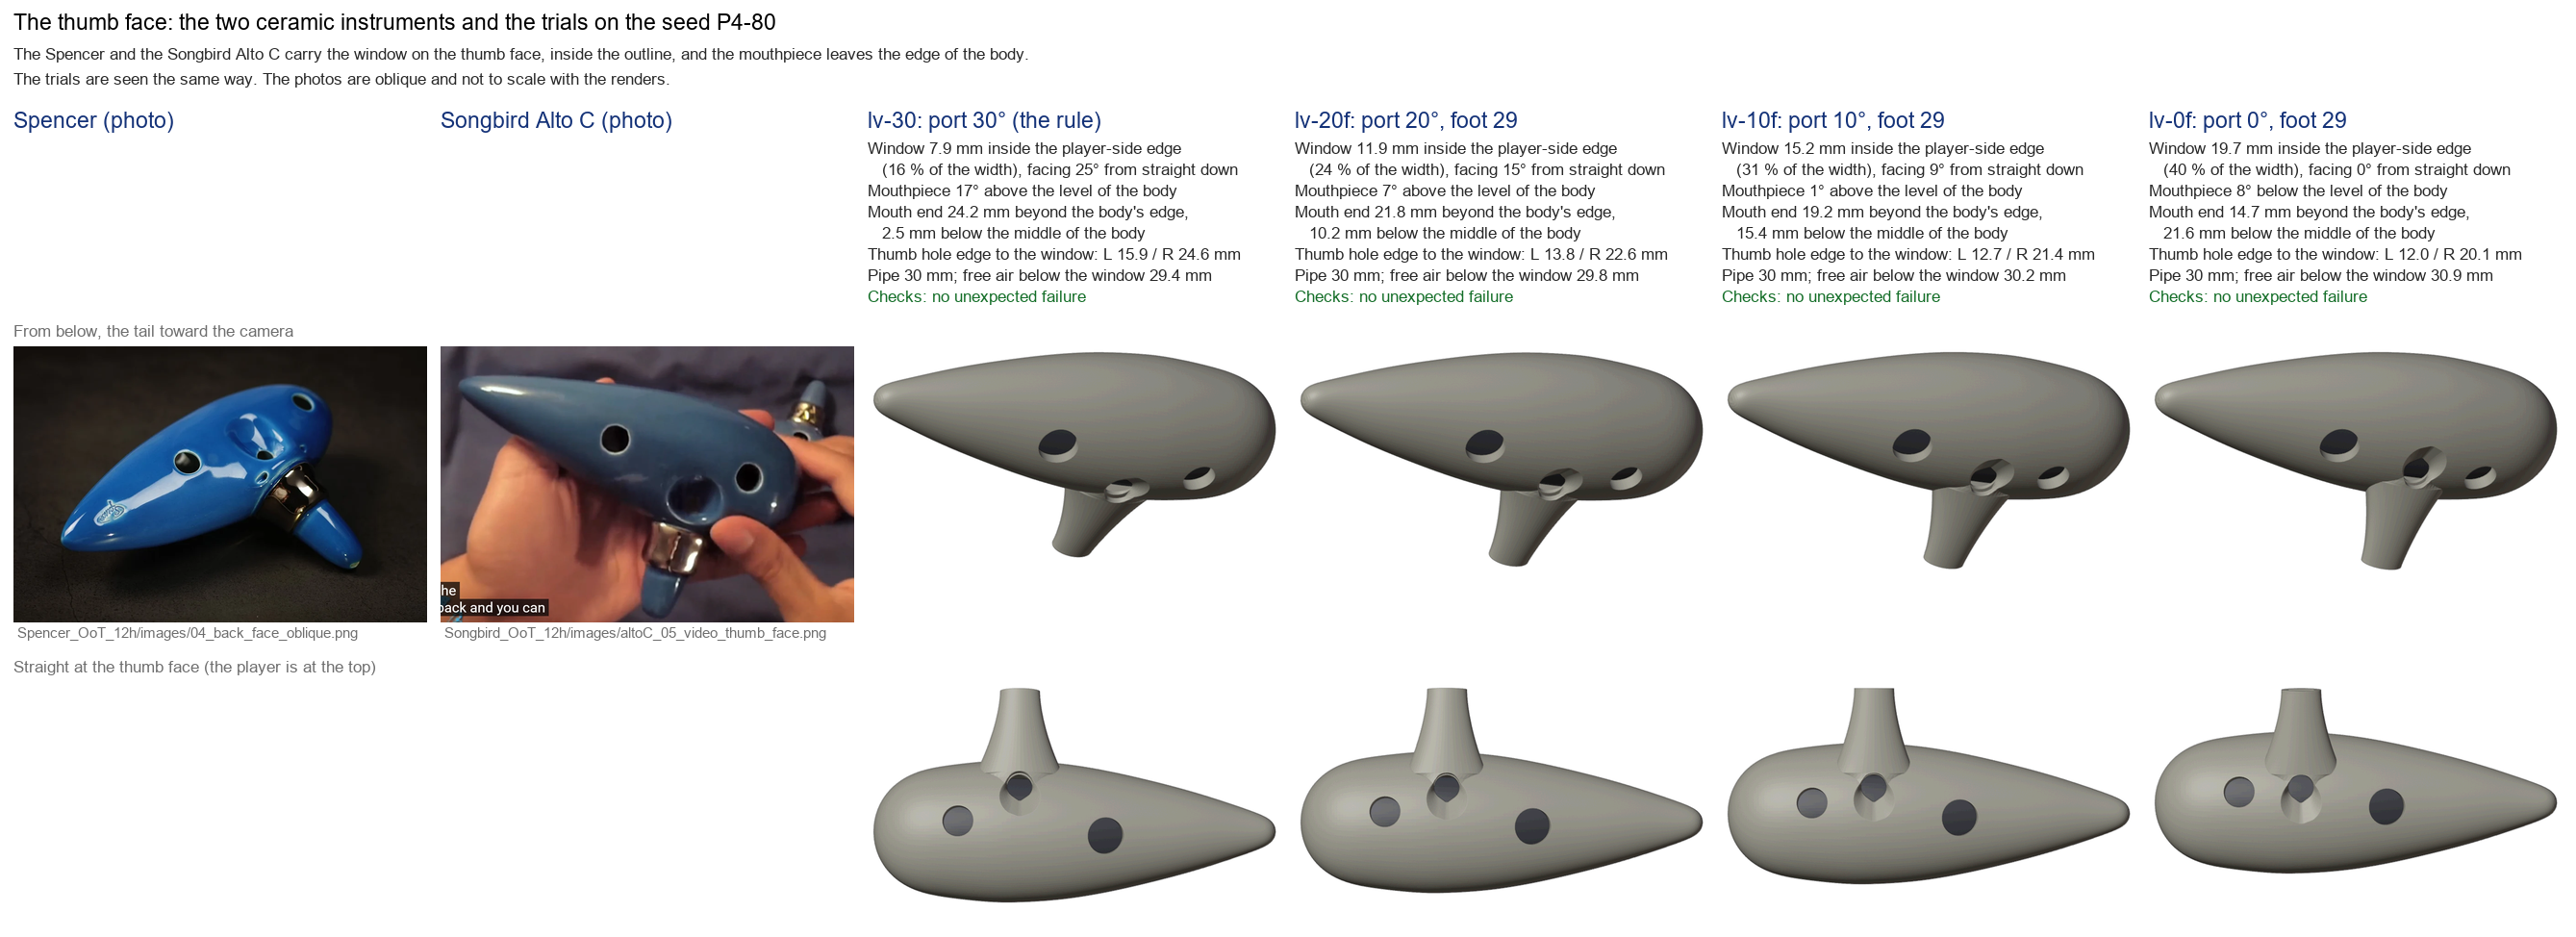 The thumb face: the two ceramic instruments and the trials on the seed P4-80
The Spencer and the Songbird Alto C carry the window on the thumb face, inside the outline, and the mouthpiece leaves the edge of the body.
The trials are seen the same way. The photos are oblique and not to scale with the renders.
Spencer (photo)
Songbird Alto C (photo)
lv-30: port 30° (the rule)
Window 7.9 mm inside the player-side edge
(16 % of the width), facing 25° from straight down
Mouthpiece 17° above the level of the body
Mouth end 24.2 mm beyond the body's edge,
2.5 mm below the middle of the body
Thumb hole edge to the window: L 15.9 / R 24.6 mm
Pipe 30 mm; free air below the window 29.4 mm
Checks: no unexpected failure
lv-20f: port 20°, foot 29
Window 11.9 mm inside the player-side edge
(24 % of the width), facing 15° from straight down
Mouthpiece 7° above the level of the body
Mouth end 21.8 mm beyond the body's edge,
10.2 mm below the middle of the body
Thumb hole edge to the window: L 13.8 / R 22.6 mm
Pipe 30 mm; free air below the window 29.8 mm
Checks: no unexpected failure
lv-10f: port 10°, foot 29
Window 15.2 mm inside the player-side edge
(31 % of the width), facing 9° from straight down
Mouthpiece 1° above the level of the body
Mouth end 19.2 mm beyond the body's edge,
15.4 mm below the middle of the body
Thumb hole edge to the window: L 12.7 / R 21.4 mm
Pipe 30 mm; free air below the window 30.2 mm
Checks: no unexpected failure
lv-0f: port 0°, foot 29
Window 19.7 mm inside the player-side edge
(40 % of the width), facing 0° from straight down
Mouthpiece 8° below the level of the body
Mouth end 14.7 mm beyond the body's edge,
21.6 mm below the middle of the body
Thumb hole edge to the window: L 12.0 / R 20.1 mm
Pipe 30 mm; free air below the window 30.9 mm
Checks: no unexpected failure
From below, the tail toward the camera
he
back and you can
Spencer_OoT_12h/images/04_back_face_oblique.png
Songbird_OoT_12h/images/altoC_05_video_thumb_face.png
Straight at the thumb face (the player is at the top)